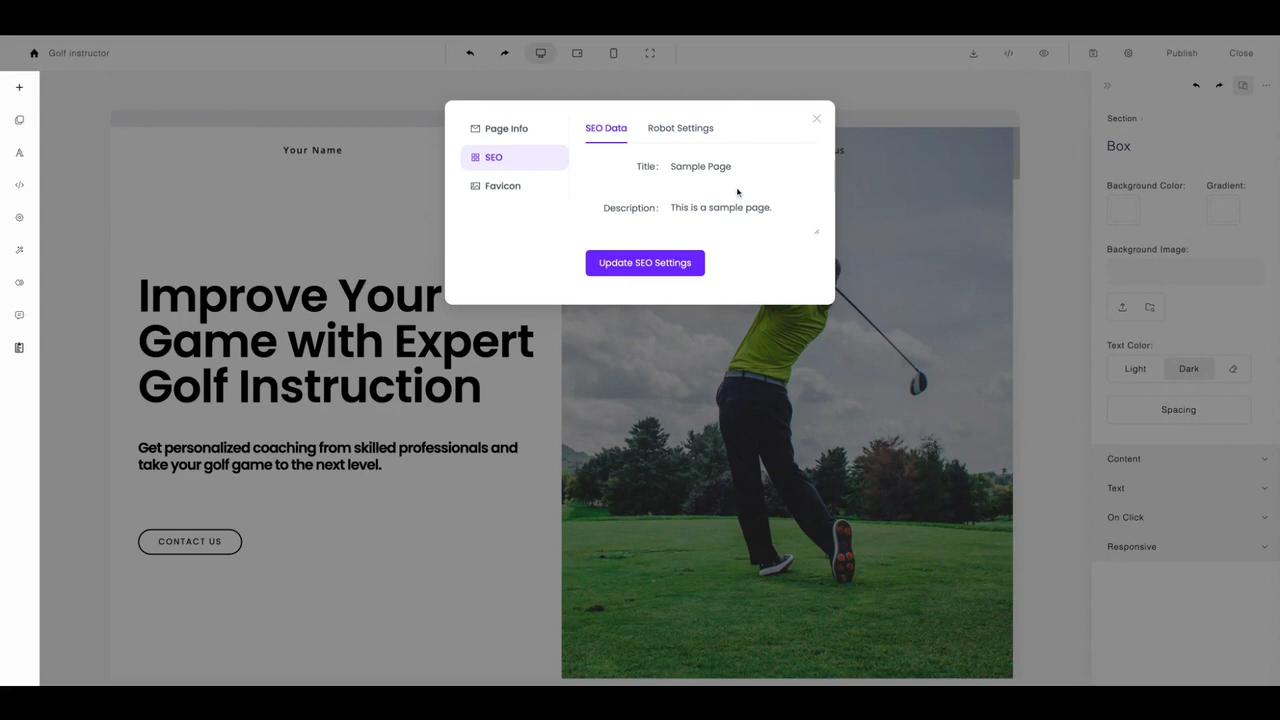 Golf instructor
Publish
Close
Page Info
SEO
Favicon
SEO Data
Robot Settings
Title:
Sample Page
Description:
This is a sample page.
Update SEO Settings
Your Name
us
Improve Your
Game with Expert
Golf Instruction
Get personalized coaching from skilled professionals and
take your golf game to the next level.
CONTACT US
Section
Box
Background Color:
Gradient:
Background Image:
Text Color:
Light
Dark
Spacing
Content
Text
On Click
Responsive